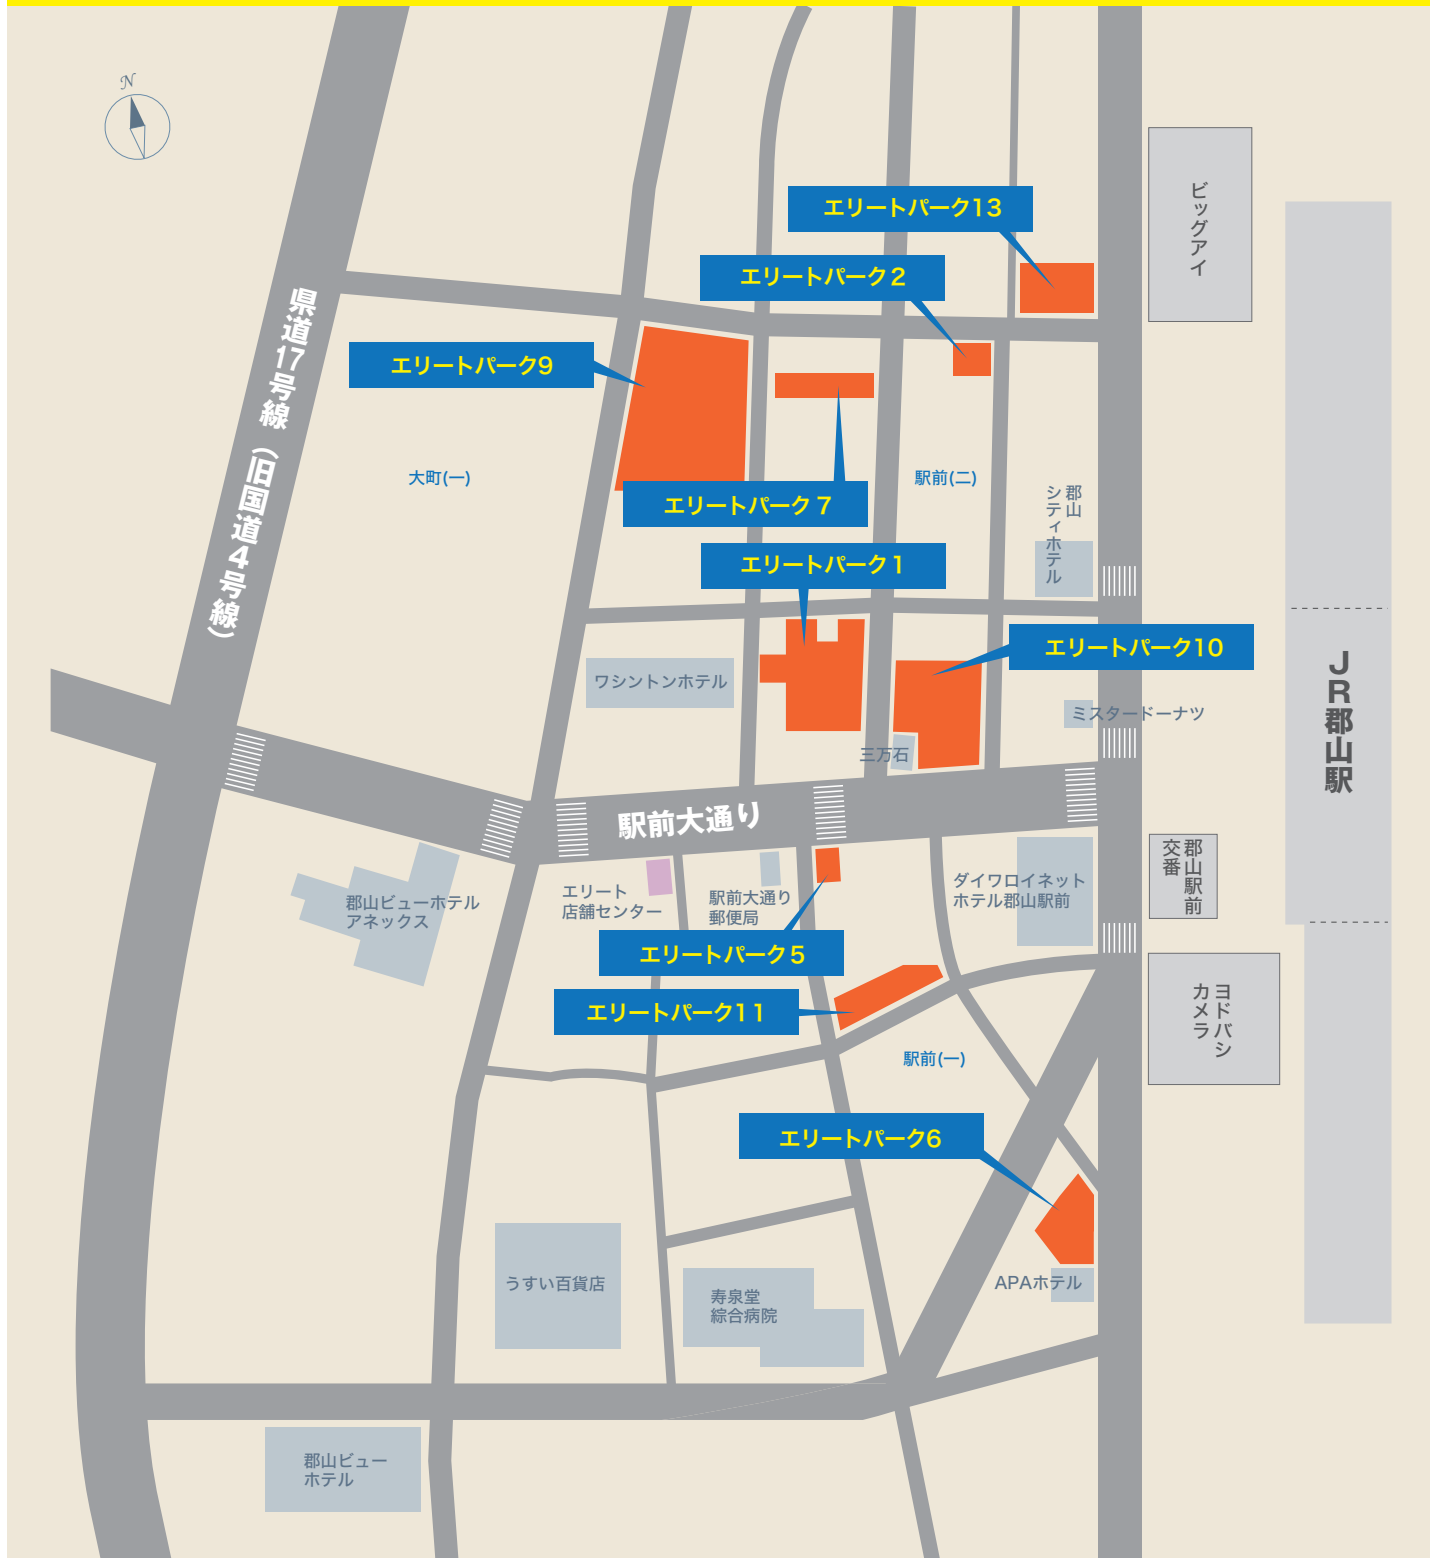 N
ビッグアイ
エリートパーク13
エリートパーク2
県道17号線（旧国道4号線）
エリートパーク9
大町(一)
駅前(二)
郡山
シティホテル
エリートパーク7
エリートパーク1
エリートパーク10
JR郡山駅
ワシントンホテル
ミスタードーナツ
三万石
駅前大通り
郡山駅前
交番
郡山ビューホテル
アネックス
エリート
店舗センター
駅前大通り
郵便局
ダイワロイネット
ホテル郡山駅前
エリートパーク5
エリートパーク11
ヨドバシ
カメラ
駅前(一)
エリートパーク6
うすい百貨店
寿泉堂
綜合病院
APAホテル
郡山ビュー
ホテル